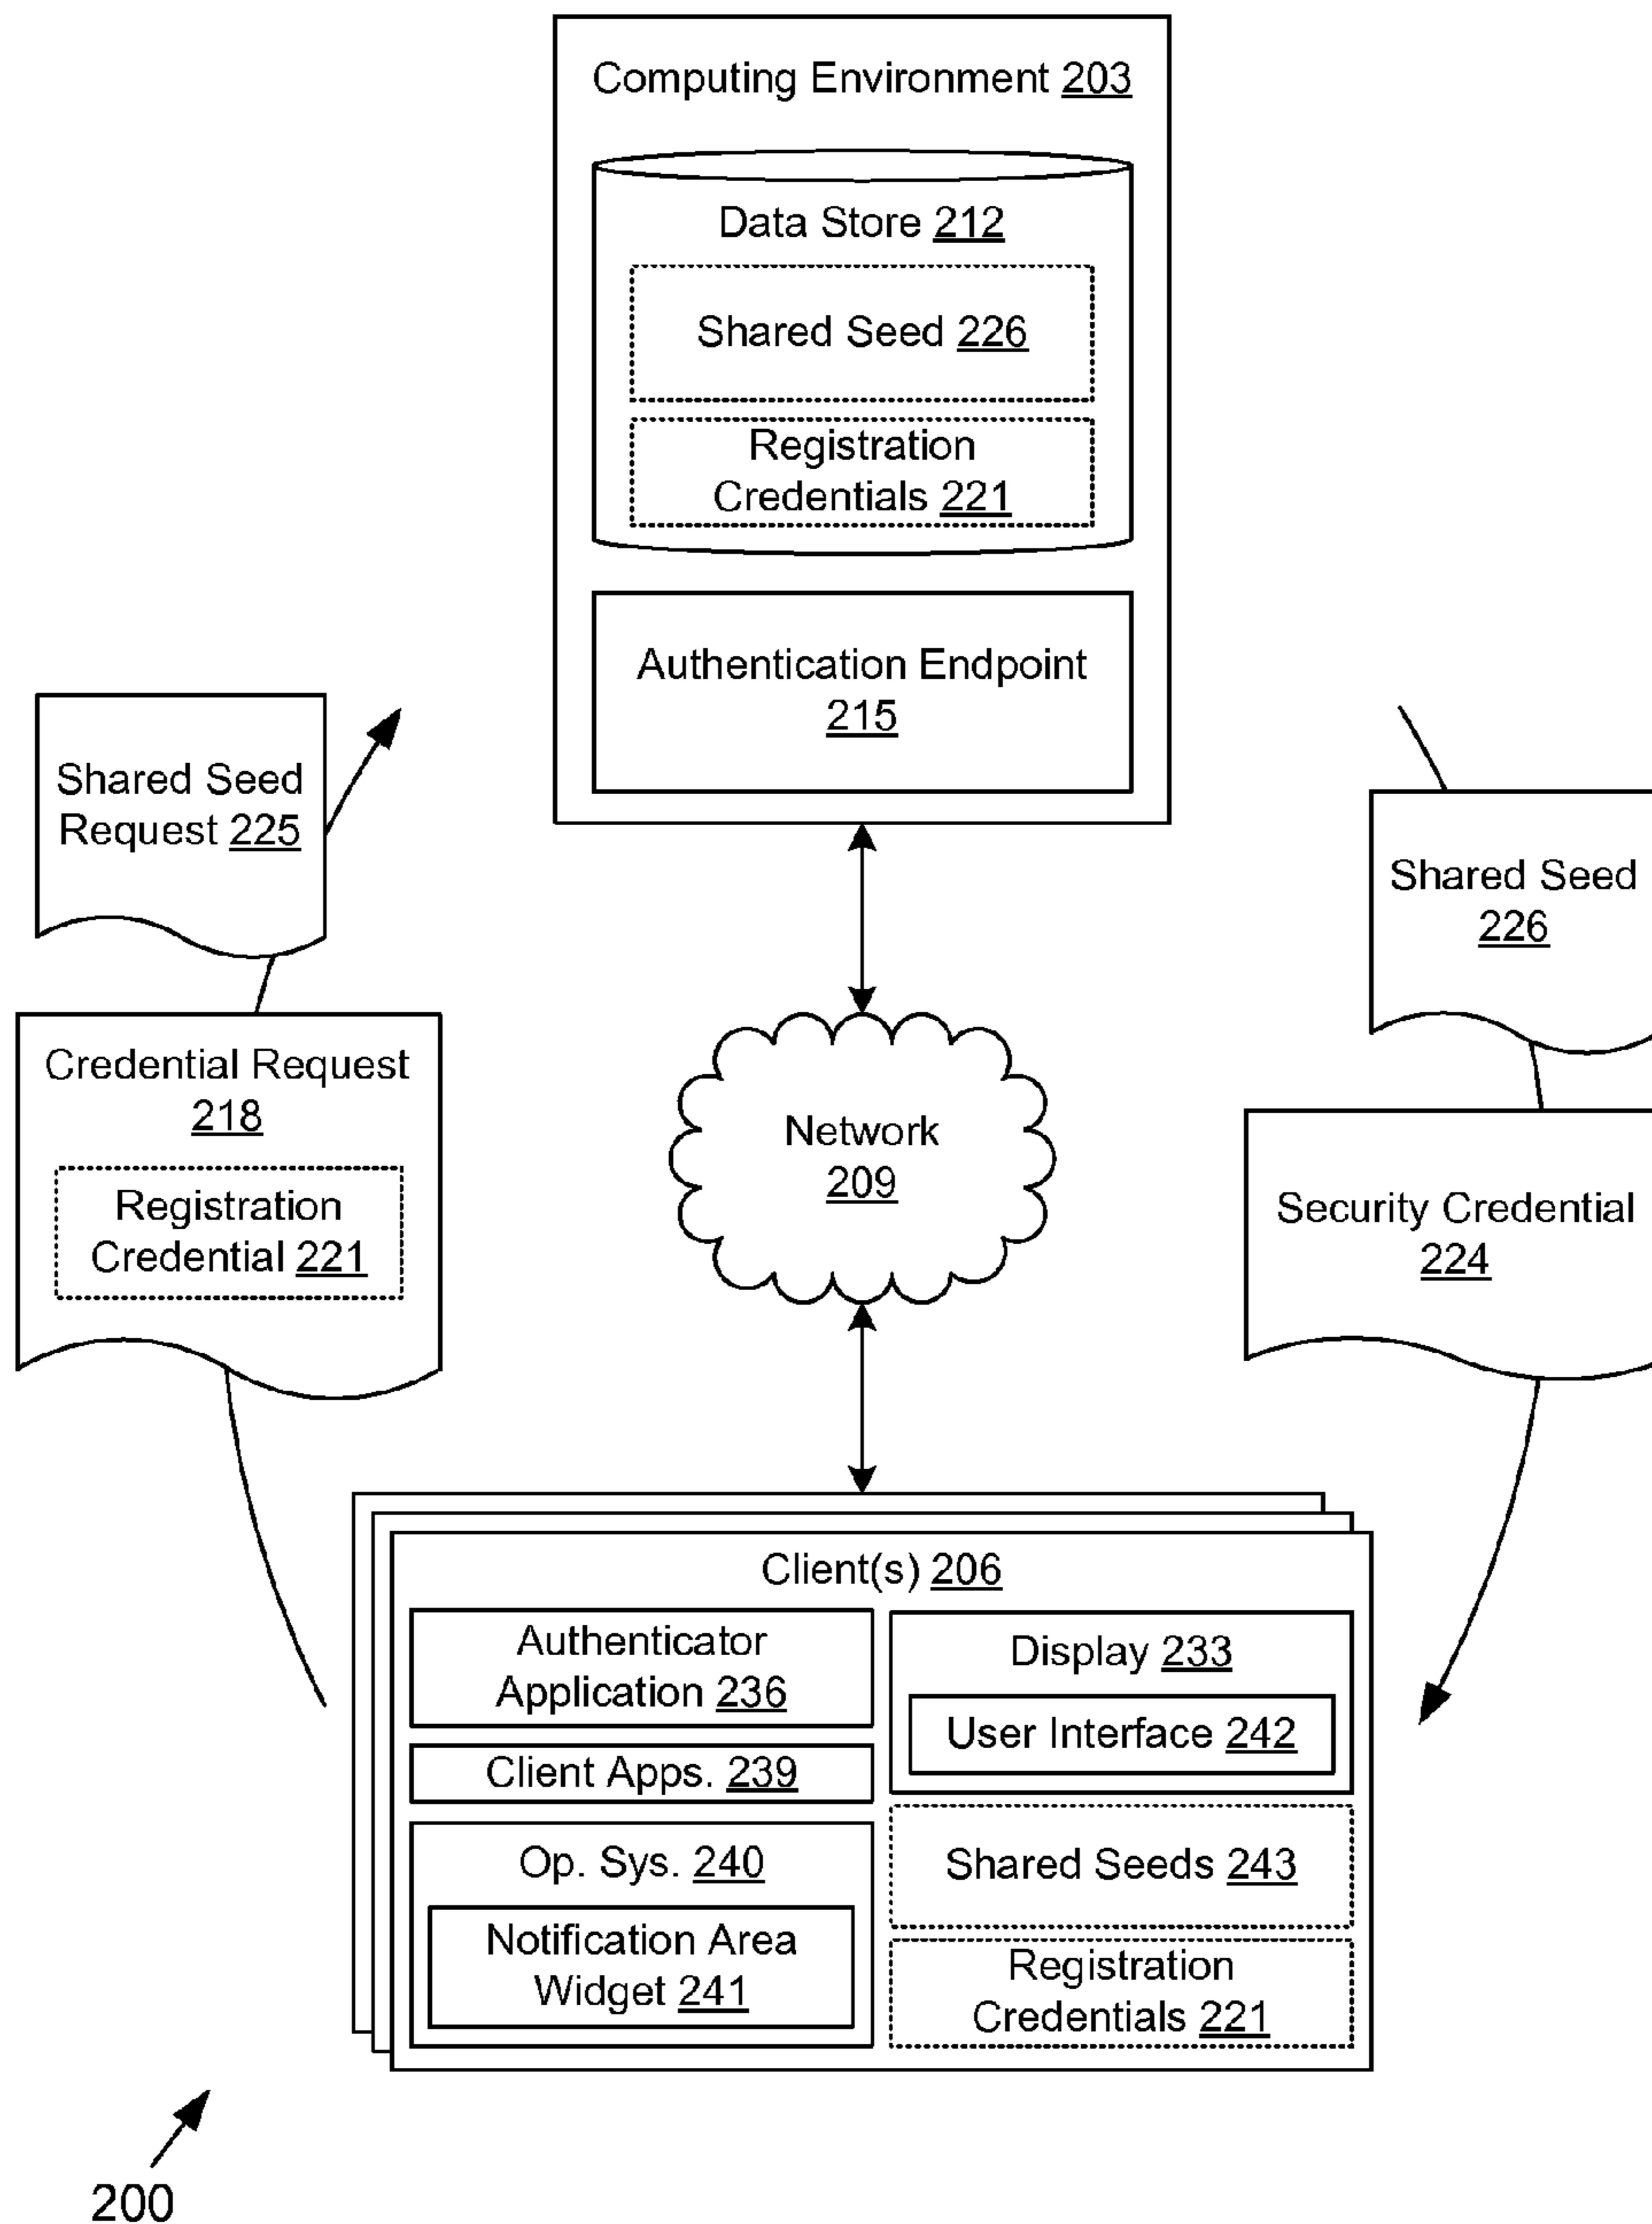 Computing Environment 203
Data Store 212
Shared Seed 226
Registration
Credentials 221
Authentication Endpoint
215
Shared Seed
Request 225
Credential Request
218
Registration
Credential 221
Network
209
Shared Seed
226
Security Credential
224
Client(s) 206
Authenticator
Application 236
Client Apps. 239
Op. Sys. 240
Notification Area
Widget 241
Display 233
User Interface 242
Shared Seeds 243
Registration
Credentials 221
200